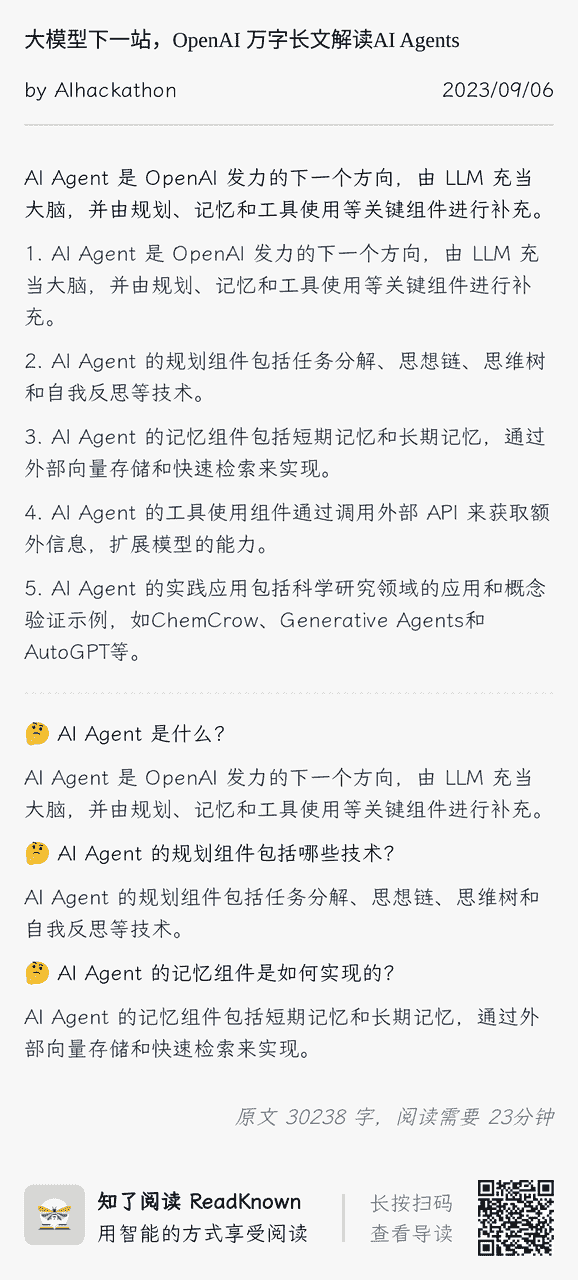 大模型下一站，OpenAI 万字长文解读AI Agents
by AIhackathon
2023/09/06
AI Agent 是 OpenAI 发力的下一个方向，由 LLM 充当
大脑，并由规划、记忆和工具使用等关键组件进行补充。
1. AI Agent 是 OpenAI 发力的下一个方向，由 LLM 充
当大脑，并由规划、记忆和工具使用等关键组件进行补
充。
2. AI Agent 的规划组件包括任务分解、思想链、思维树
和自我反思等技术。
3. AI Agent 的记忆组件包括短期记忆和长期记忆，通过
外部向量存储和快速检索来实现。
4. AI Agent 的工具使用组件通过调用外部 API 来获取额
外信息，扩展模型的能力。
5. AI Agent 的实践应用包括科学研究领域的应用和概念
验证示例，如ChemCrow、Generative Agents和
AutoGPT等。
🤔 AI Agent 是什么？
AI Agent 是 OpenAI 发力的下一个方向，由 LLM 充当
大脑，并由规划、记忆和工具使用等关键组件进行补充。
🤔 AI Agent 的规划组件包括哪些技术？
AI Agent 的规划组件包括任务分解、思想链、思维树和
自我反思等技术。
🤔 AI Agent 的记忆组件是如何实现的？
AI Agent 的记忆组件包括短期记忆和长期记忆，通过外
部向量存储和快速检索来实现。
原文 30238 字，阅读需要 23分钟
知了阅读 ReadKnown
用智能的方式享受阅读
长按扫码
查看导读